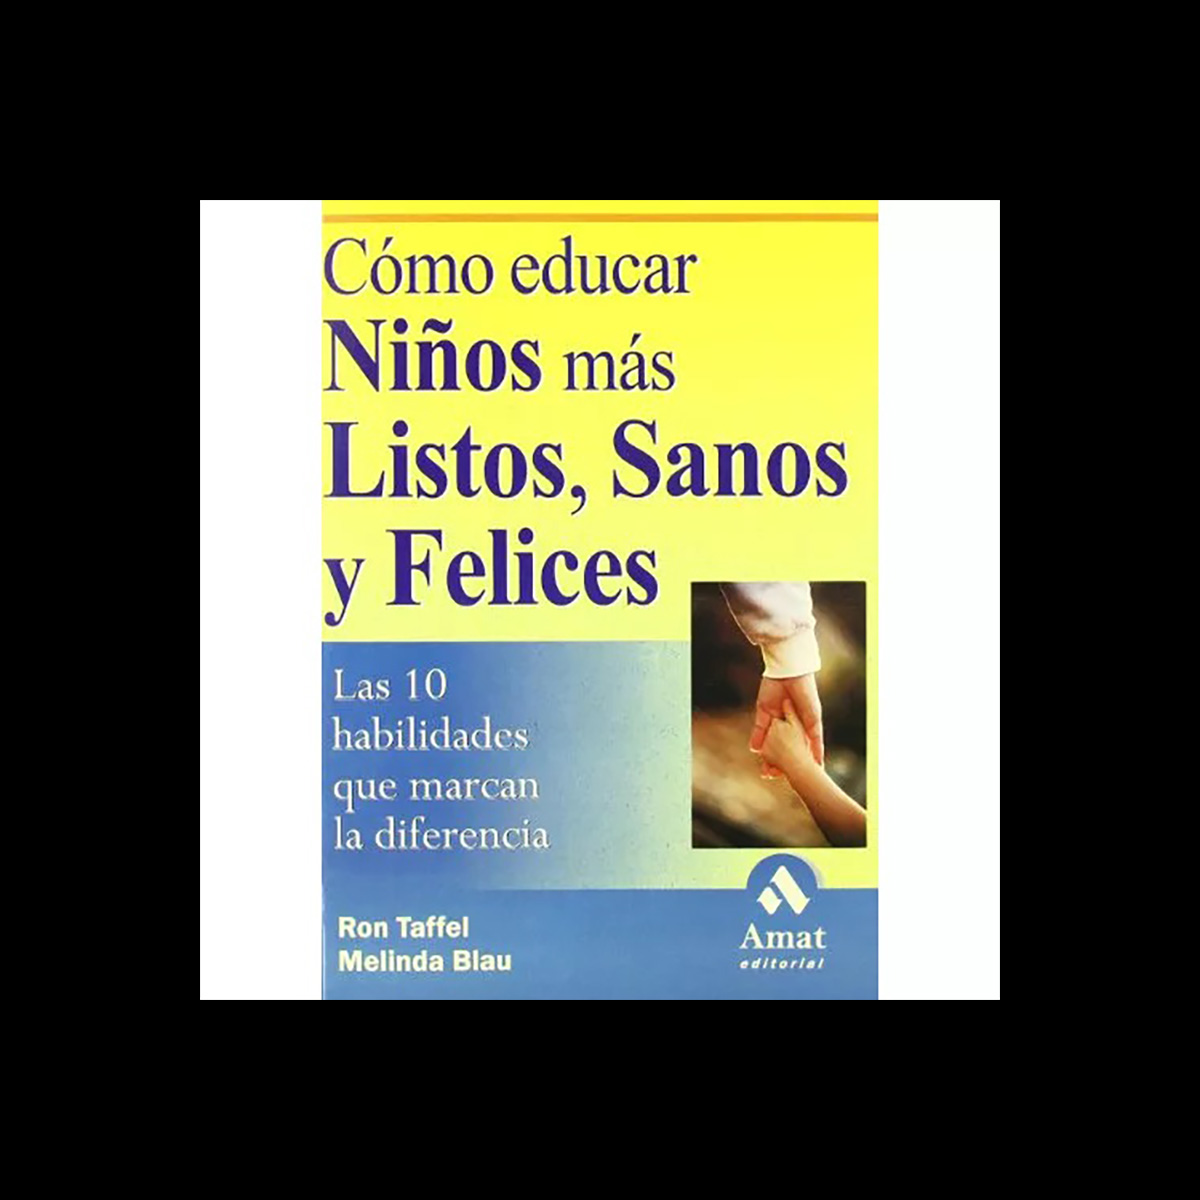 Cómo educar
Niños más
Listos, Sanos
y Felices
Las 10
habilidades
que marcan
la diferencia
Ron Taffel
Melinda Blau
Amat
editorial